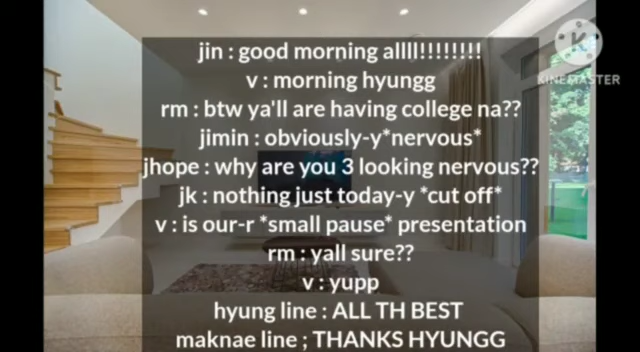 jin : good morning allll!!!!!!!!!
v : morning hyungg
rm : btw ya'll are having college na??
jimin : obviously-y*nervous*
jhope : why are you 3 looking nervous??
jk : nothing just today-y *cut off*
v : is our-r *small pause* presentation
rm : yall sure??
v : yupp
hyung line : ALL TH BEST
maknae line ; THANKS HYUNGG
KINEMASTER